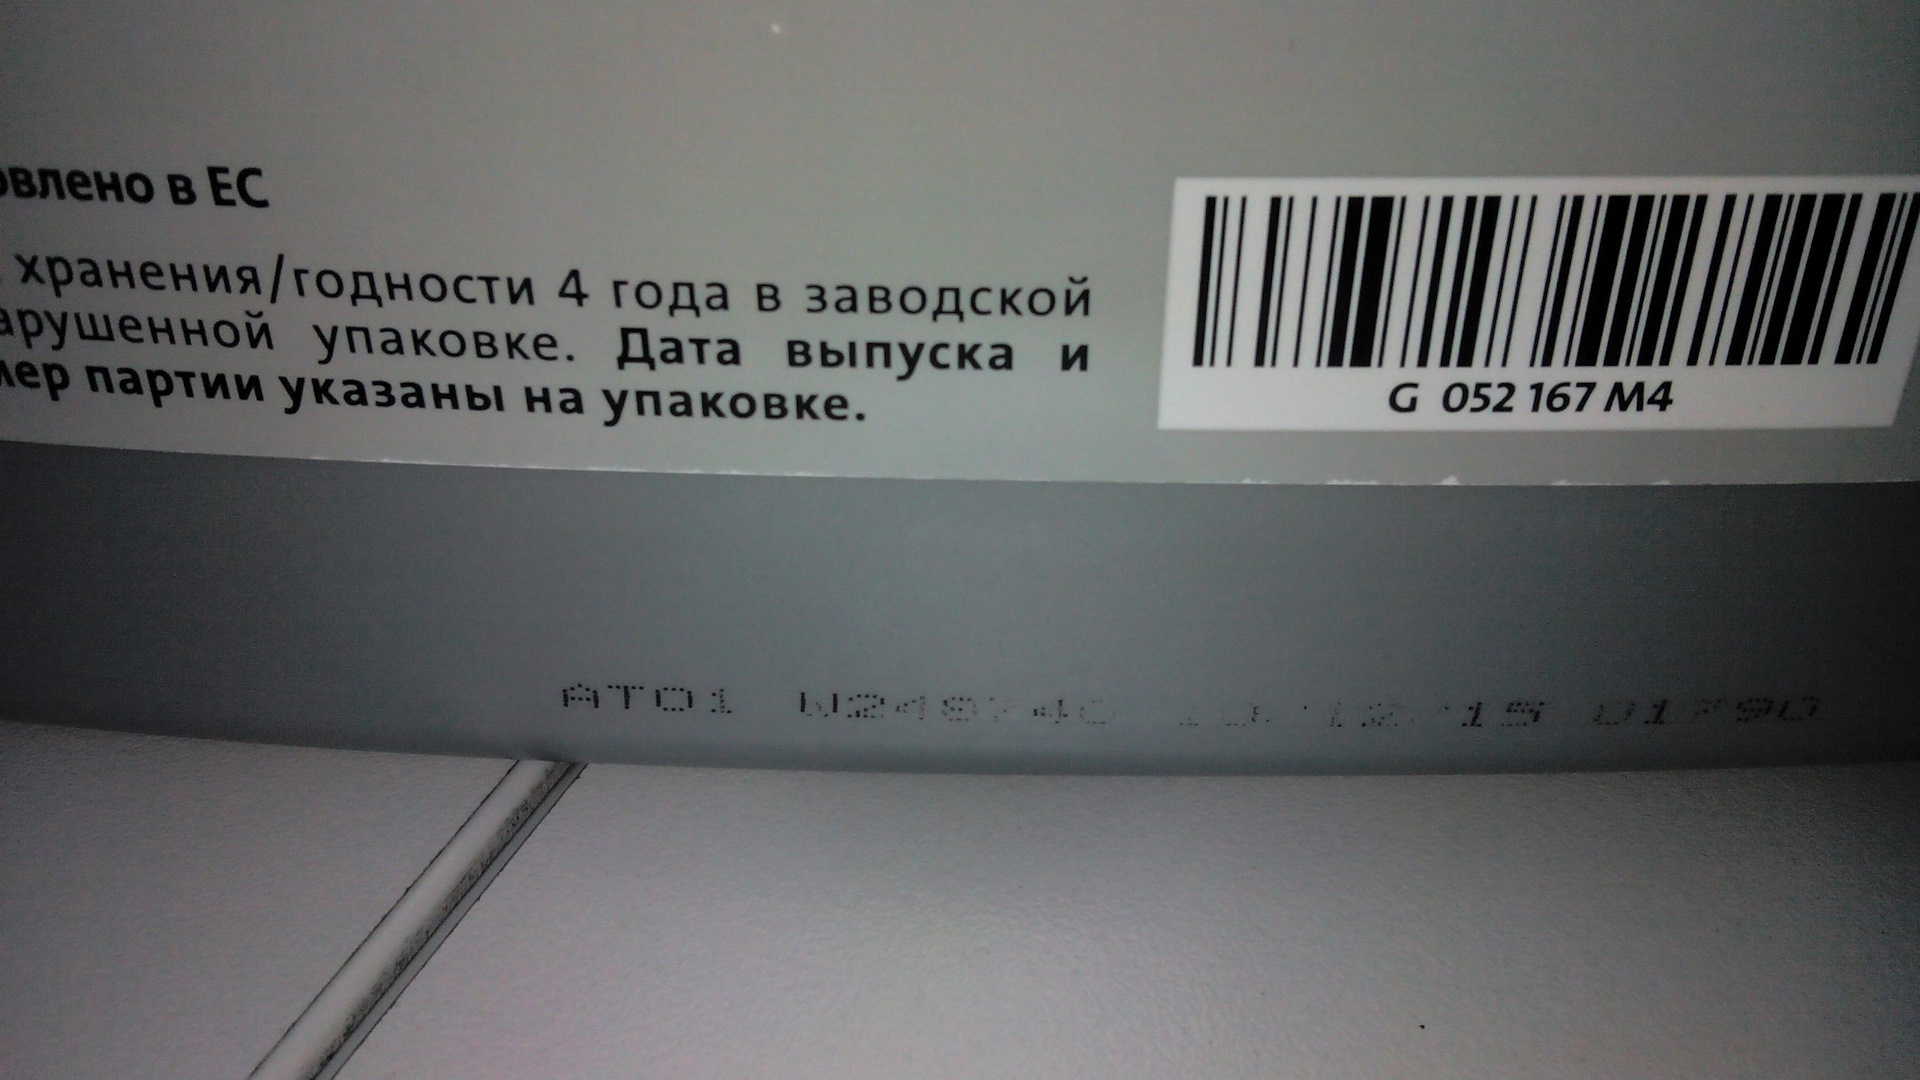 овлено в ЕС
хранения/годности 4 года в заводской
арушенной упаковке. Дата выпуска и
мер партии указаны на упаковке.
G 052 167 M4
AT01